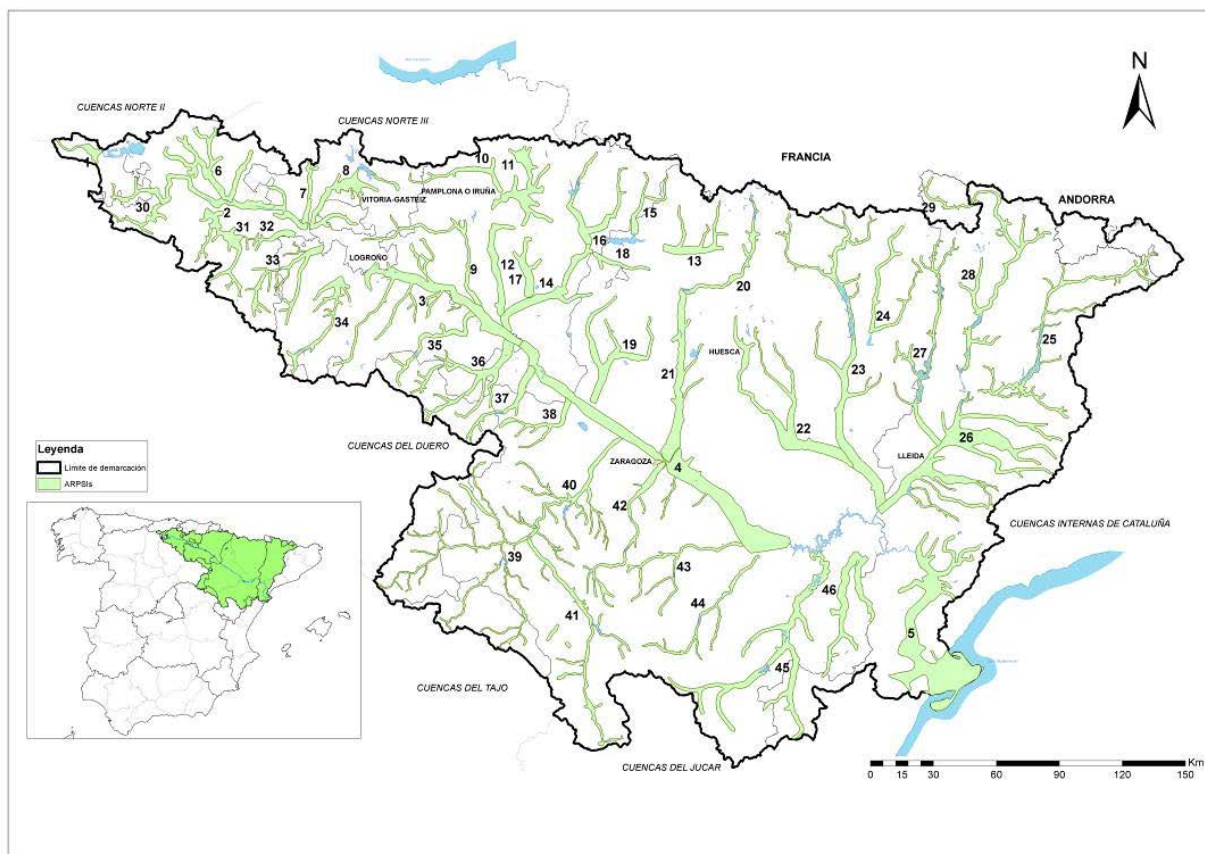 N
CUENCAS NORTE II
CUENCAS NORTE III
FRANCIA
ANDORRA
1
6
7
8
10
11
PAMPLONA O IRUÑA
VITORIA-GASTEIZ
29
30
2
31
32
15
16
18
13
33
LOGROÑO
9
12
17
14
20
28
3
34
24
35
36
19
HUESCA
27
25
21
23
37
38
22
26
CUENCAS DEL DUERO
LLEIDA
ZARAGOZA
4
Leyenda
Límite de demarcación
ARPSIs
40
42
CUENCAS INTERNAS DE CATALUÑA
39
43
46
44
41
5
45
CUENCAS DEL TAJO
CUENCAS DEL JUCAR
Km
0 15 30 60 90 120 150